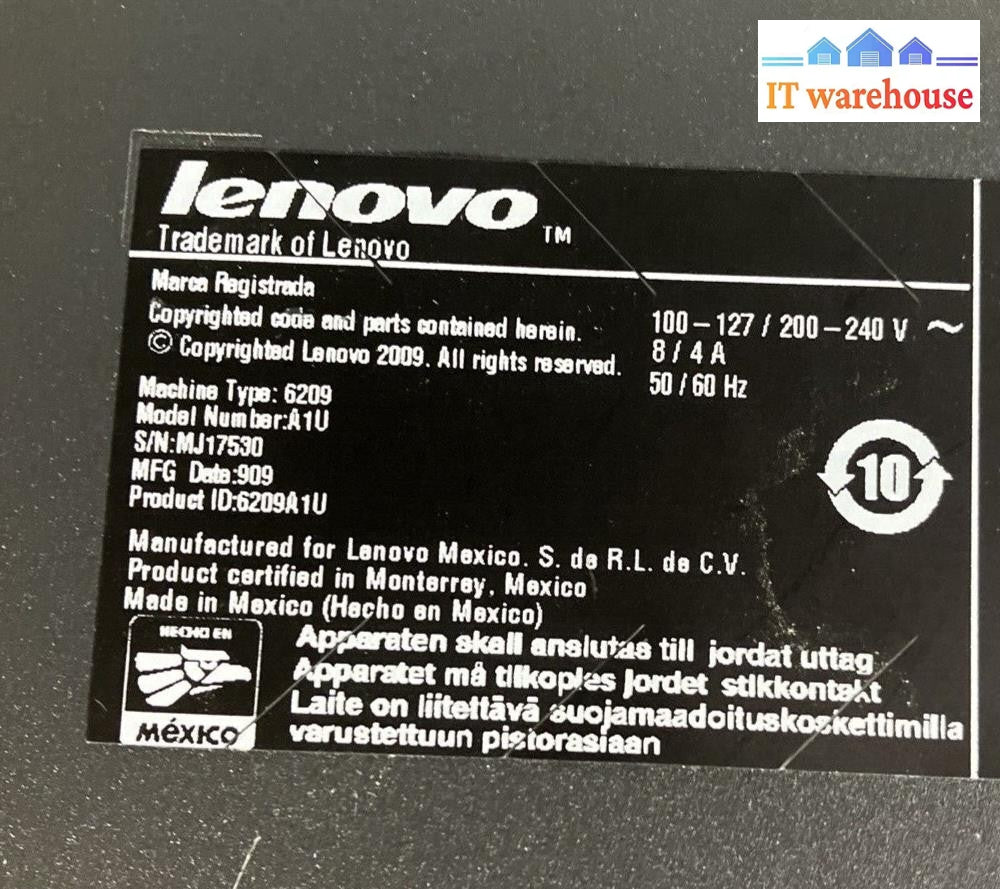 IT warehouse
lenovo TM
Trademark of Lenovo
Marca Registrada
Copyrighted code and parts contained herein.
© Copyrighted Lenovo 2009. All rights reserved.
100-127 / 200-240 V ~
8 / 4 A
50 / 60 Hz
Machine Type: 6209
Model Number:A1U
S/N:MJ17530
MFG Date:909
Product ID:6209A1U
10
Manufactured for Lenovo Mexico. S. de R.L. de C.V.
Product certified in Monterrey, Mexico
Made in Mexico (Hecho en Mexico)
HECHO EN
MéXICO
Apparaten skall anslutas till jordat uttag
Apparatet må tilkoples jordet stikkontakt
Laite on liitettävä suojamaadoituskoskettimilla
varustettuun pistorasiaan